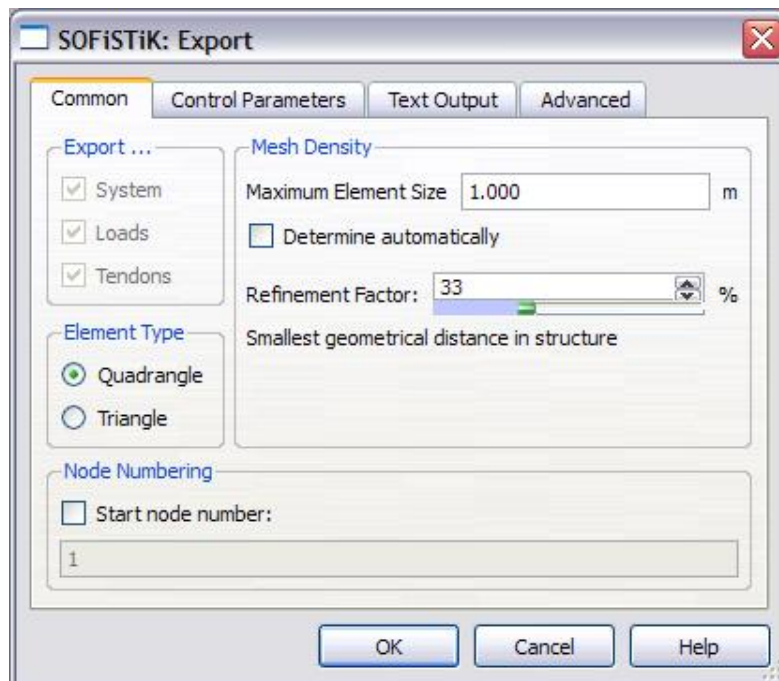 SOFiSTiK: Export
Common
Control Parameters
Text Output
Advanced
Export ...
System
Loads
Tendons
Element Type
Quadrangle
Triangle
Mesh Density
Maximum Element Size 1.000 m
Determine automatically
Refinement Factor: 33 %
Smallest geometrical distance in structure
Node Numbering
Start node number:
1
OK
Cancel
Help